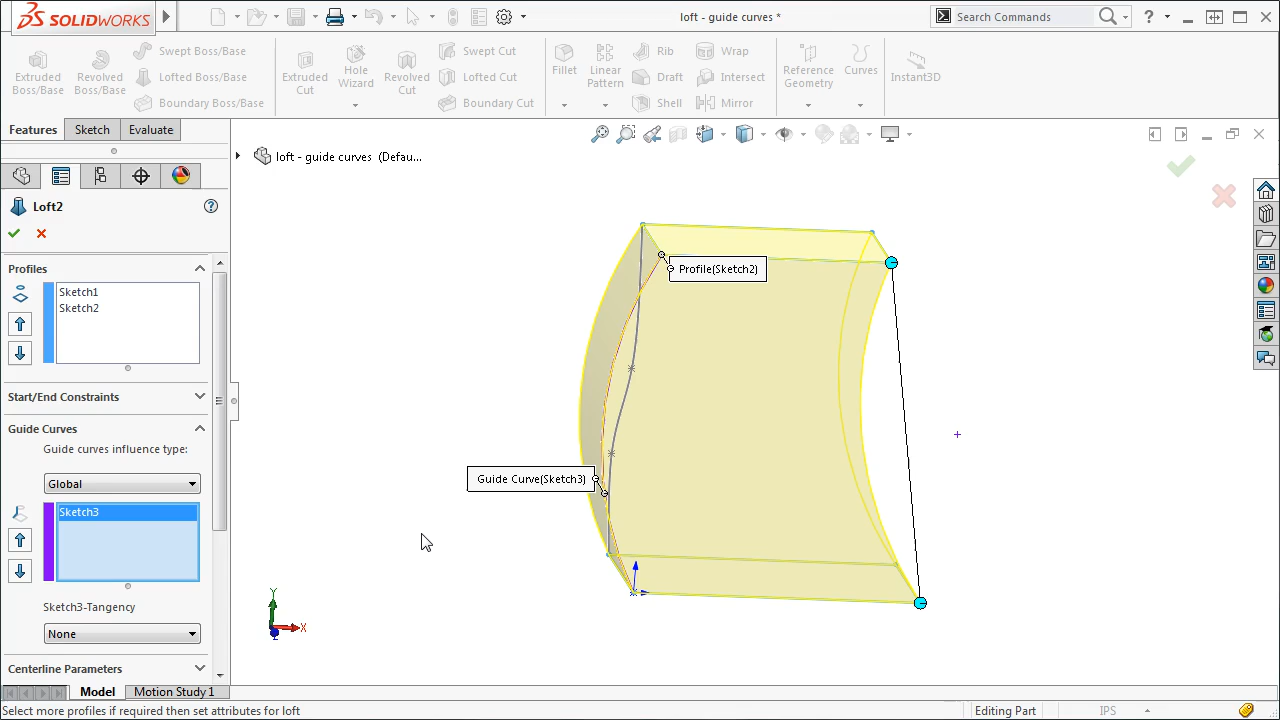 SOLIDWORKS
loft - guide curves *
Search Commands
?
Extruded Boss/Base
Revolved Boss/Base
Swept Boss/Base
Lofted Boss/Base
Boundary Boss/Base
Extruded Cut
Hole Wizard
Revolved Cut
Swept Cut
Lofted Cut
Boundary Cut
Fillet
Linear Pattern
Rib
Draft
Shell
Wrap
Intersect
Mirror
Reference Geometry
Curves
Instant3D
Features
Sketch
Evaluate
loft - guide curves (Defau...
Loft2
?
Profiles
Sketch1
Sketch2
Start/End Constraints
Guide Curves
Guide curves influence type:
Global
Sketch3
Sketch3-Tangency
None
Centerline Parameters
Profile(Sketch2)
Guide Curve(Sketch3)
Y
X
Z
Model
Motion Study 1
Select more profiles if required then set attributes for loft
Editing Part
IPS